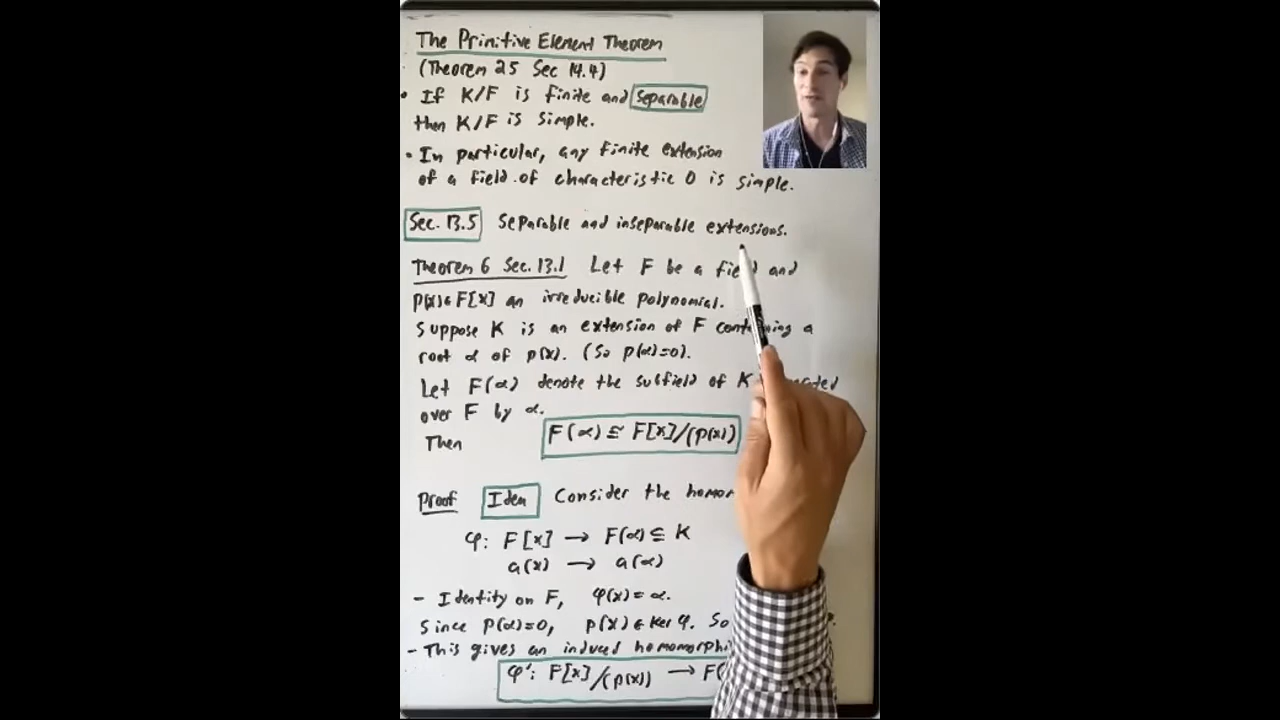 The Primitive Element Theorem
(Theorem 25 Sec 14.4)
• If K/F is finite and separable
then K/F is simple.
• In particular, any finite extension
of a field of characteristic 0 is simple.
Sec. 13.5 Separable and inseparable extensions.
Theorem 6 Sec. 13.1 Let F be a field and
p(x)∈F[x] an irreducible polynomial.
Suppose K is an extension of F containing a
root α of p(x). (So p(α)=0).
Let F(α) denote the subfield of K
over F by α.
Then F(α) ≅ F[x]/(p(x))
Proof Idea Consider the
φ: F[x] → F(α) ⊆ K
a(x) → a(α)
- Identity on F, φ(x)=α.
Since p(α)=0, p(x)∈ker φ. So
- This gives an induced
φ': F[x]/(p(x)) → F(